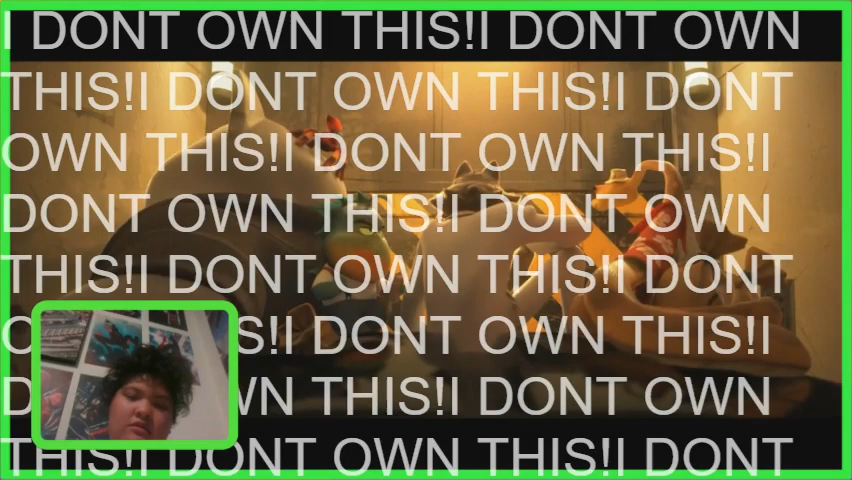 I DONT OWN THIS!I DONT OWN
THIS!I DONT OWN THIS!I DONT
OWN THIS!I DONT OWN THIS!I
DONT OWN THIS!I DONT OWN
THIS!I DONT OWN THIS!I DONT
S!I DONT OWN THIS!I
WN THIS!I DONT OWN
THIS!I DONT OWN THIS!I DONT